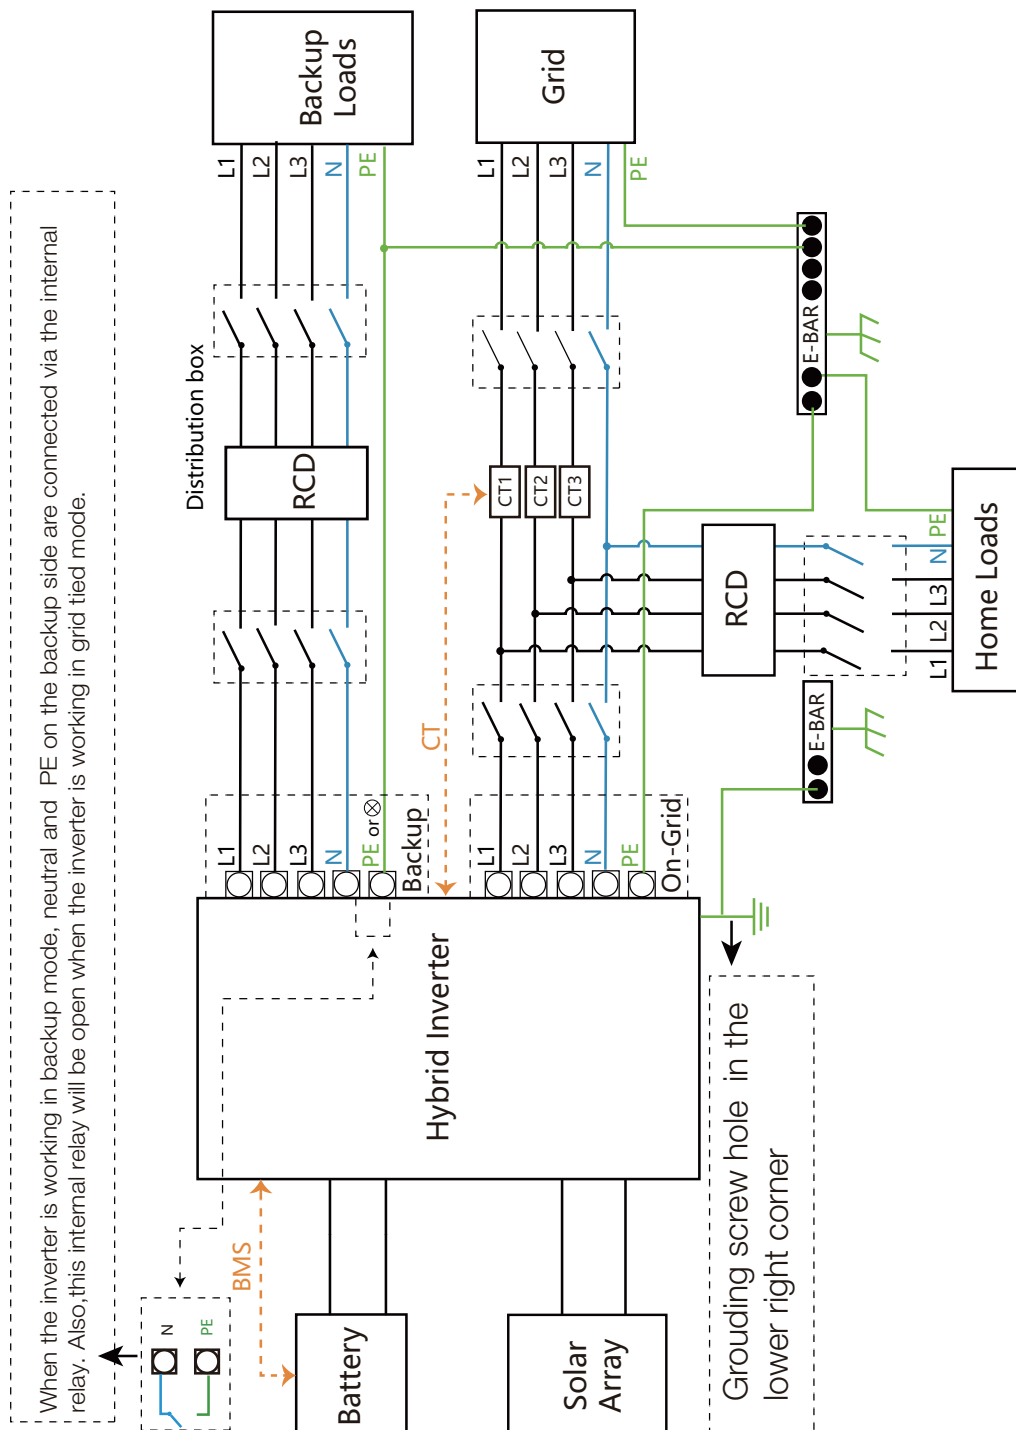 When the inverter is working in backup mode, neutral and PE on the backup side are connected via the internal
relay. Also,this internal relay will be open when the inverter is working in grid tied mode.
N
PE
Distribution box
BMS
Battery
Solar
Array
Hybrid Inverter
L1
L2
L3
N
PE or
Backup
CT
L1
L2
L3
N
PE
On-Grid
RCD
L1
L2
L3
N
PE
Backup
Loads
CT1
CT2
CT3
L1
L2
L3
N
PE
Grid
Grouding screw hole in the
lower right corner
E-BAR
RCD
E-BAR
L1
L2
L3
N
PE
Home Loads